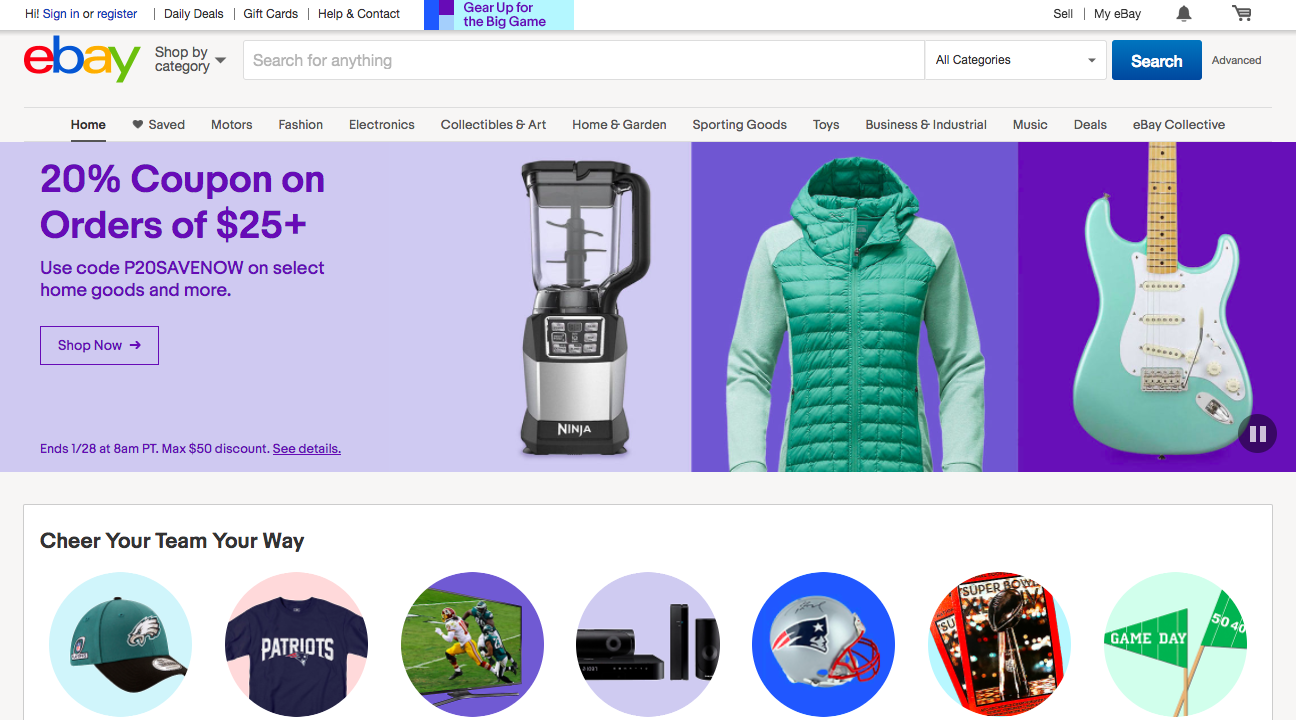 Hi! Sign in or register
Daily Deals
Gift Cards
Help & Contact
Gear Up for
the Big Game
Sell
My eBay
ebay
Shop by
category
Search for anything
All Categories
Search
Advanced
Home
Saved
Motors
Fashion
Electronics
Collectibles & Art
Home & Garden
Sporting Goods
Toys
Business & Industrial
Music
Deals
eBay Collective
20% Coupon on
Orders of $25+
Use code P20SAVENOW on select
home goods and more.
Shop Now →
Ends 1/28 at 8am PT. Max $50 discount. See details.
NINJA
Cheer Your Team Your Way
PATRIOTS
SUPER BOWL
GAME DAY
50 40